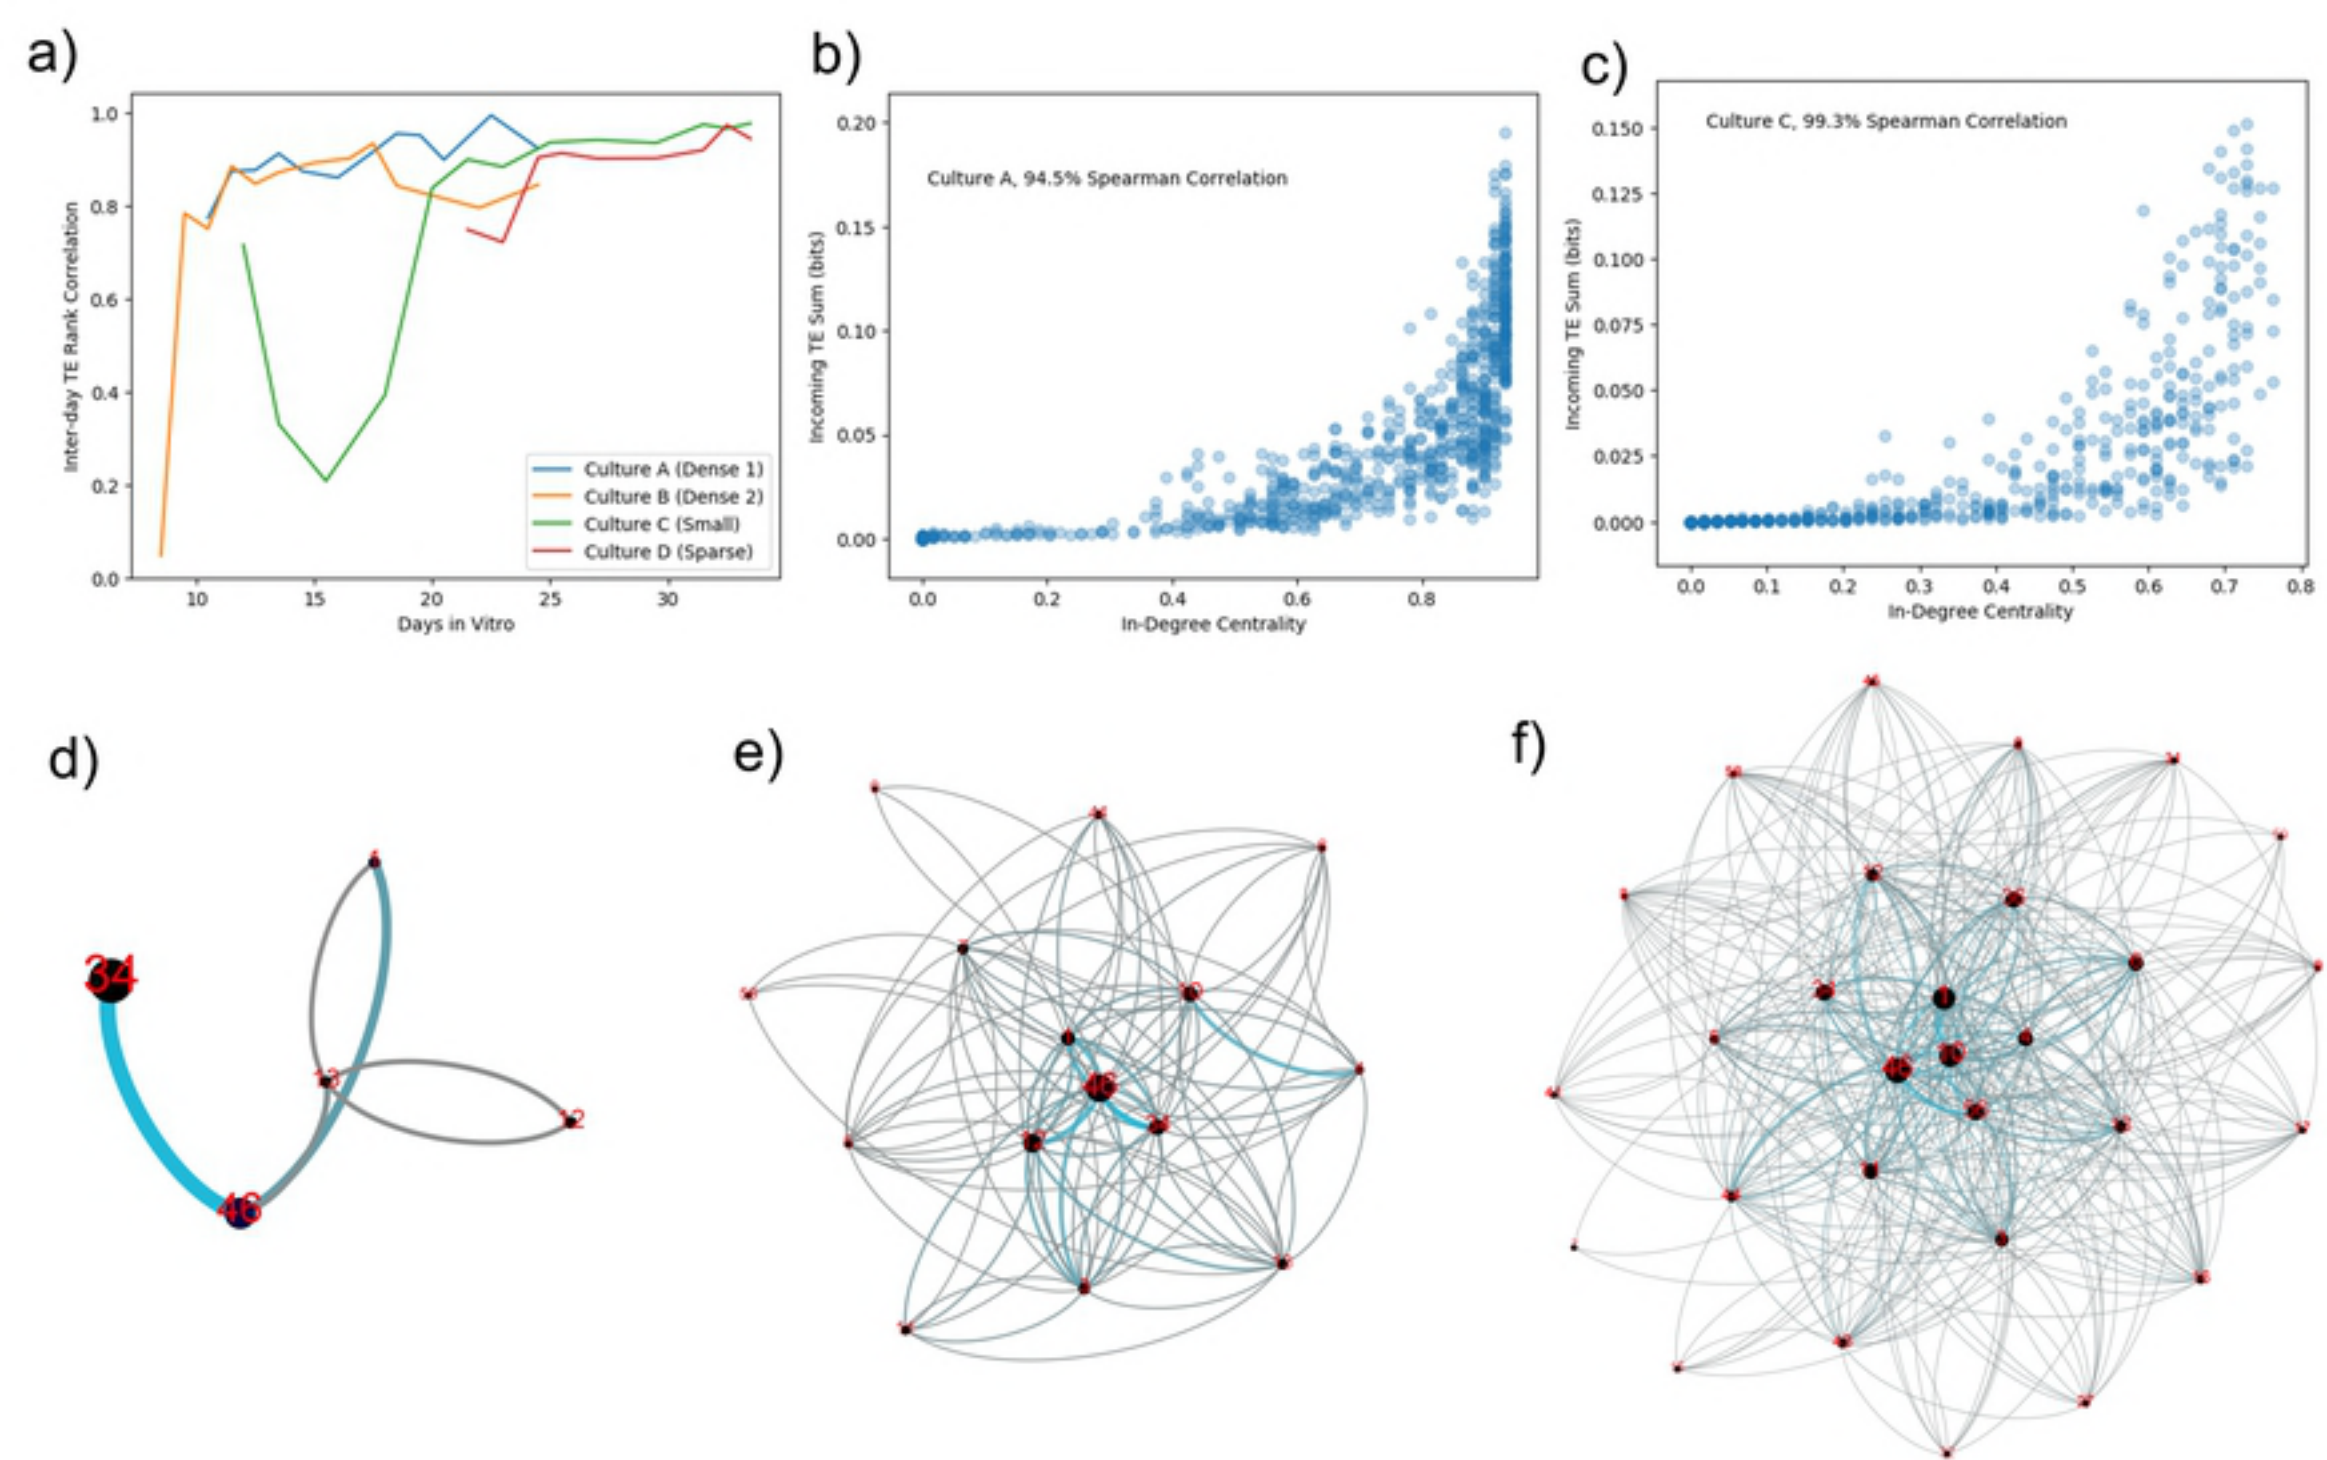 a)
1.0
0.8
0.6
0.4
0.2
0.0
Inter-day TE Rank Correlation
10 15 20 25 30
Days in Vitro
Culture A (Dense 1)
Culture B (Dense 2)
Culture C (Small)
Culture D (Sparse)
b)
0.20
0.15
0.10
0.05
0.00
Incoming TE Sum (bits)
Culture A, 94.5% Spearman Correlation
0.0 0.2 0.4 0.6 0.8
In-Degree Centrality
c)
0.150
0.125
0.100
0.075
0.050
0.025
0.000
Incoming TE Sum (bits)
Culture C, 99.3% Spearman Correlation
0.0 0.1 0.2 0.3 0.4 0.5 0.6 0.7 0.8
In-Degree Centrality
d)
34
13
12
46
e)
46
f)
46